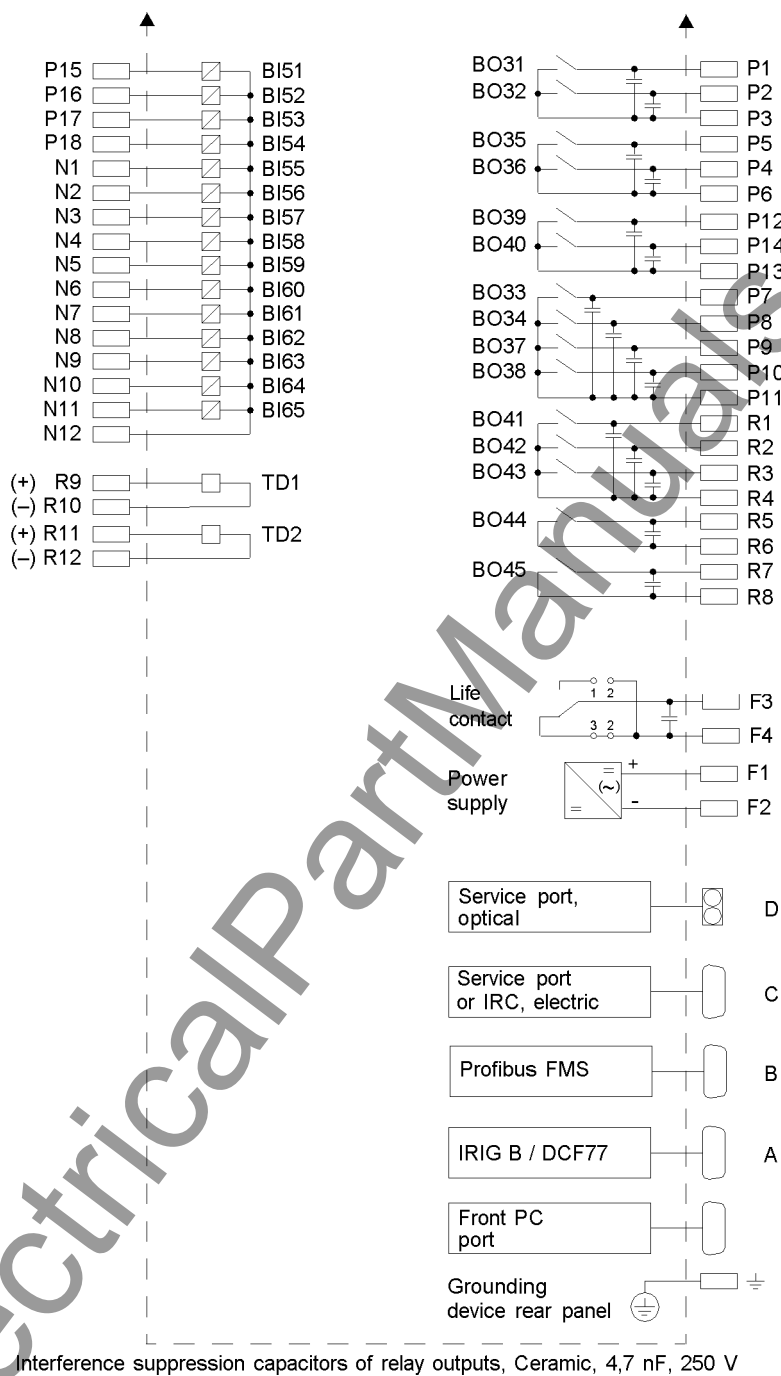 P15 BI51
P16 BI52
P17 BI53
P18 BI54
N1 BI55
N2 BI56
N3 BI57
N4 BI58
N5 BI59
N6 BI60
N7 BI61
N8 BI62
N9 BI63
N10 BI64
N11 BI65
N12
(+) R9 TD1
(–) R10
(+) R11 TD2
(–) R12
BO31 P1
BO32 P2
P3
BO35 P5
BO36 P4
P6
BO39 P12
BO40 P14
P13
BO33 P7
BO34 P8
BO37 P9
BO38 P10
P11
BO41 R1
BO42 R2
BO43 R3
R4
BO44 R5
R6
BO45 R7
R8
Life
contact
1 2
3 2
F3
F4
Power
supply
= (~) =
+ F1
- F2
Service port,
optical
D
Service port
or IRC, electric
C
Profibus FMS
B
IRIG B / DCF77
A
Front PC
port
Grounding
device rear panel
Interference suppression capacitors of relay outputs, Ceramic, 4,7 nF, 250 V
ectricalPartManuals